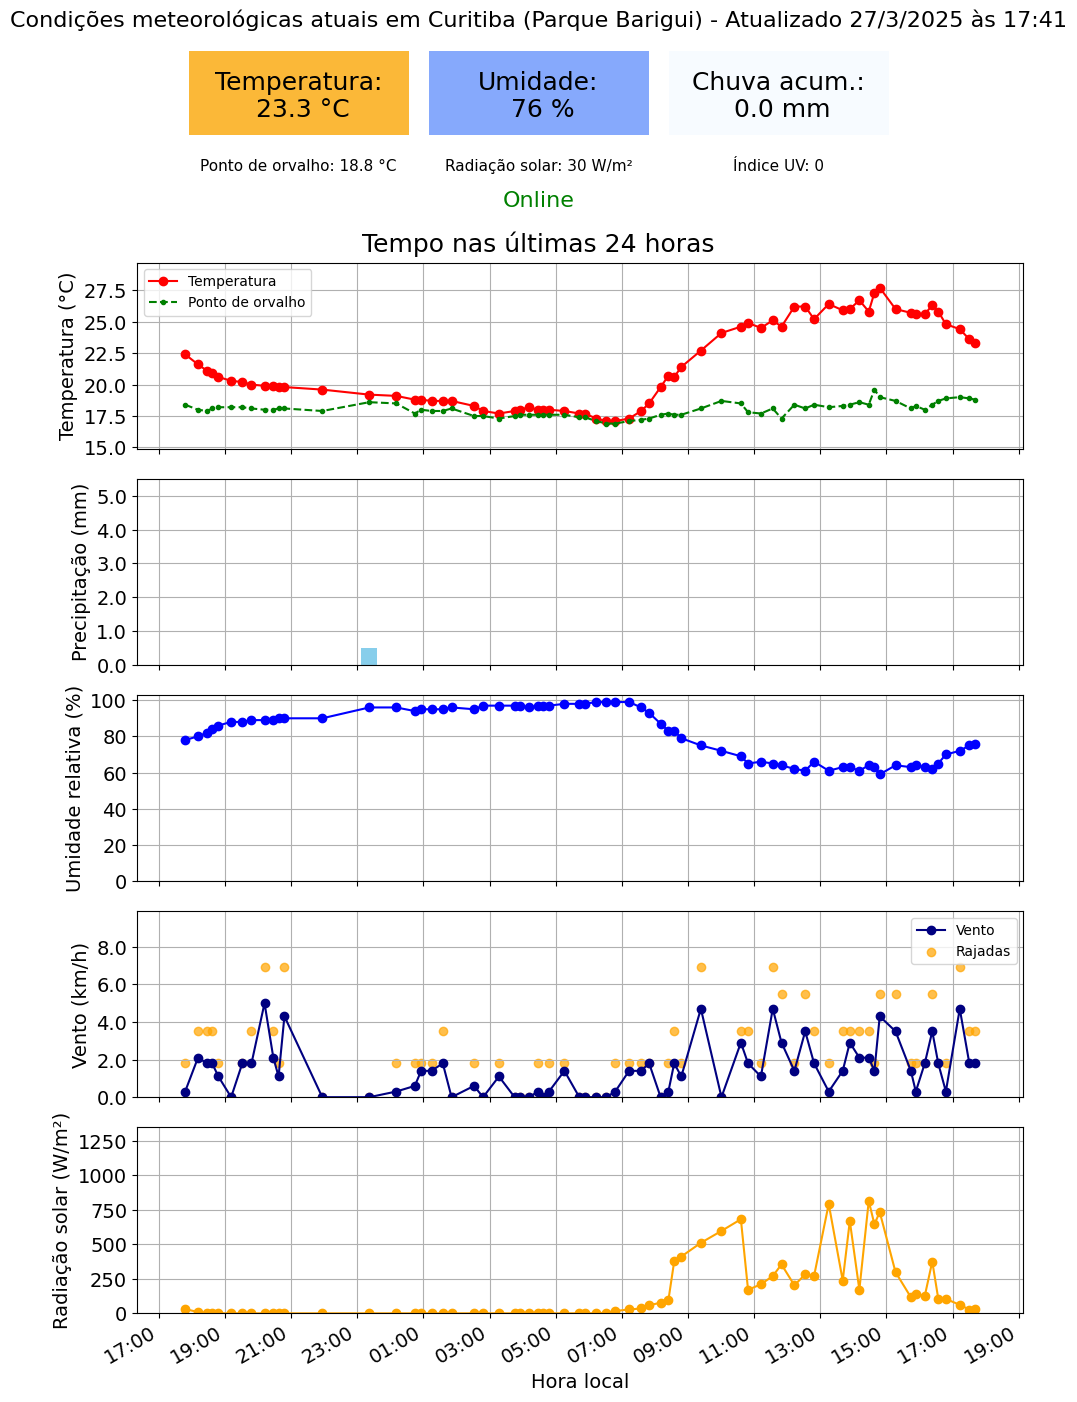 Condições meteorológicas atuais em Curitiba (Parque Barigui) - Atualizado 27/3/2025 às 17:41
Temperatura:
23.3 °C
Umidade:
76 %
Chuva acum.:
0.0 mm
Ponto de orvalho: 18.8 °C
Radiação solar: 30 W/m²
Índice UV: 0
Online
Tempo nas últimas 24 horas
Temperatura (°C)
27.5
25.0
22.5
20.0
17.5
15.0
Temperatura
Ponto de orvalho
Precipitação (mm)
5.0
4.0
3.0
2.0
1.0
0.0
Umidade relativa (%)
100
80
60
40
20
0
Vento (km/h)
8.0
6.0
4.0
2.0
0.0
Vento
Rajadas
Radiação solar (W/m²)
1250
1000
750
500
250
0
17:00
19:00
21:00
23:00
01:00
03:00
05:00
07:00
09:00
11:00
13:00
15:00
17:00
19:00
Hora local